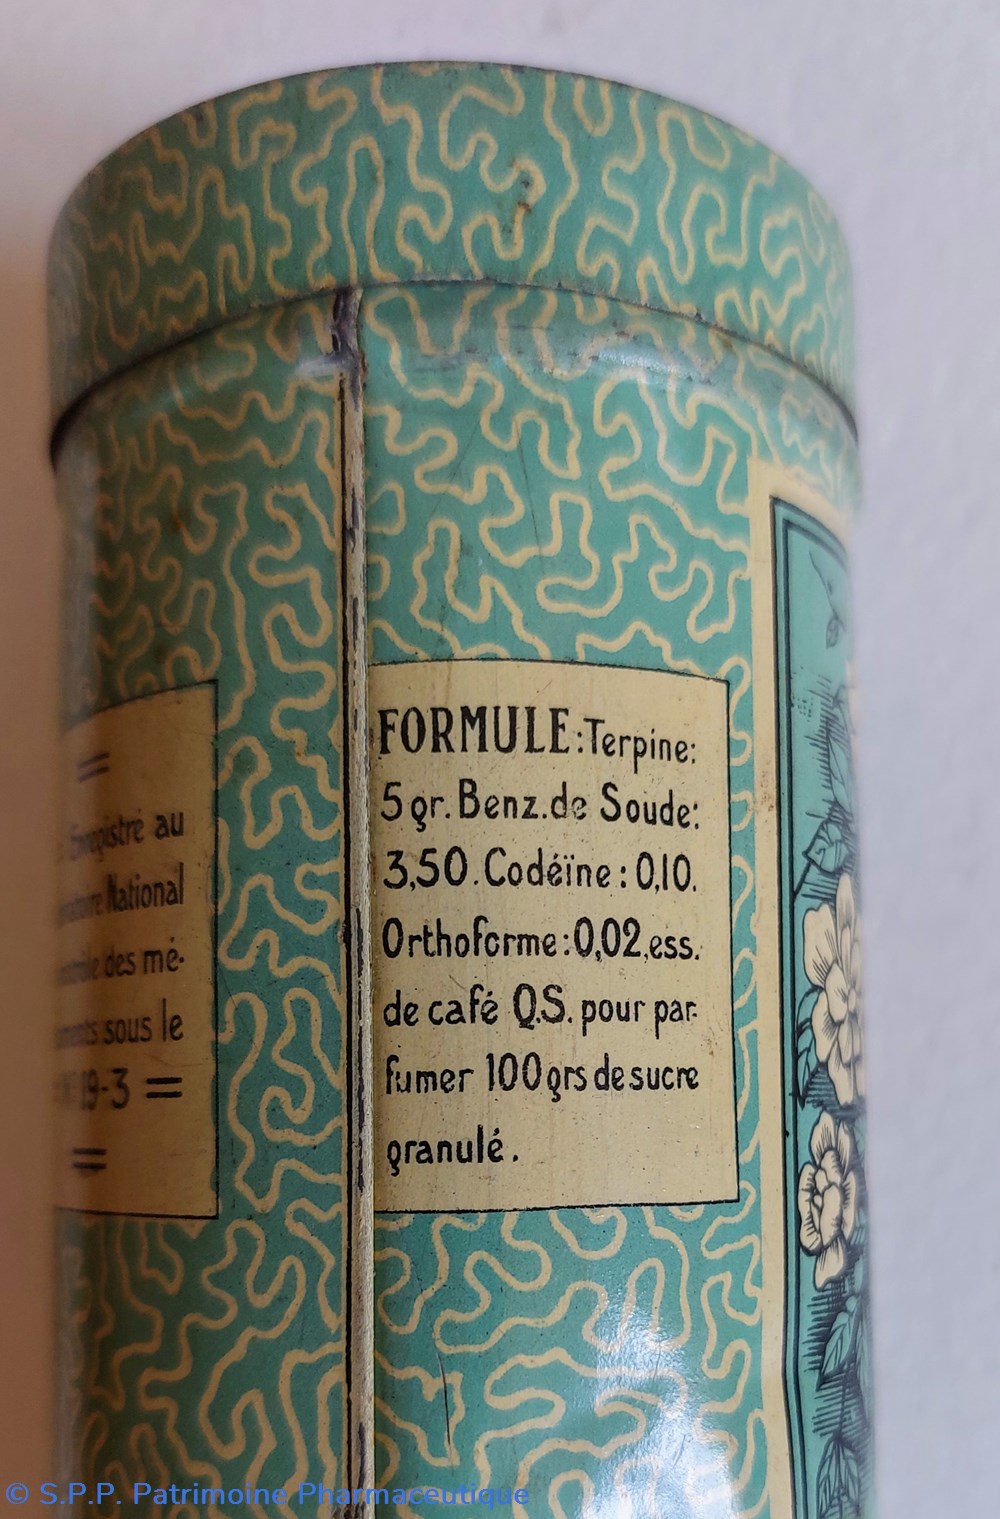 =
Enregistré au
National
des mé-
sous le
19-3 =
=
FORMULE: Terpine:
5 gr. Benz. de Soude:
3,50. Codéïne: 0,10.
Orthoforme: 0,02, ess.
de café Q.S. pour par-
fumer 100 grs de sucre
granulé.
© S.P.P. Patrimoine Pharmaceutique